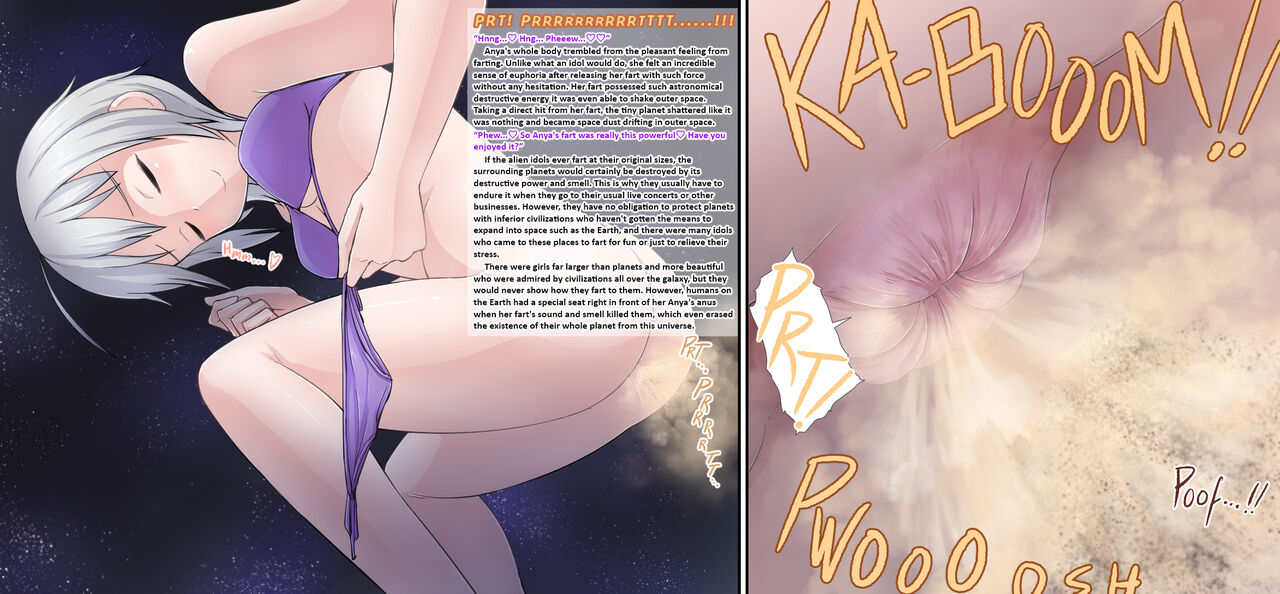 PRT! PRRRRRRRRRRTTTT......!!!
"Hnng...♡ Hng... Pheeew...♡♡"
Anya's whole body trembled from the pleasant feeling from
farting. Unlike what an idol would do, she felt an incredible
sense of euphoria after releasing her fart with such force
without any hesitation. Her fart possessed such astronomical
destructive energy it was even able to shake outer space.
Taking a direct hit from her fart, the tiny planet shattered like it
was nothing and became space dust drifting in outer space.
"Phew...♡ So Anya's fart was really this powerful♡ Have you
enjoyed it?"
If the alien idols ever fart at their original sizes, the
surrounding planets would certainly be destroyed by its
destructive power and smell. This is why they usually have to
endure it when they go to their usual live concerts or other
businesses. However, they have no obligation to protect planets
with inferior civilizations who haven't gotten the means to
expand into space such as the Earth, and there were many idols
who came to these places to fart for fun or just to relieve their
stress.
There were girls far larger than planets and more beautiful
who were admired by civilizations all over the galaxy, but they
would never show how they fart to them. However, humans on
the Earth had a special seat right in front of her Anya's anus
when her fart's sound and smell killed them, which even erased
the existence of their whole planet from this universe.
Hmm...♡
PRT...
PRRRRTT...
KA-BOOOOM!!
PRT!
Poof...!!
PWOOOOSH